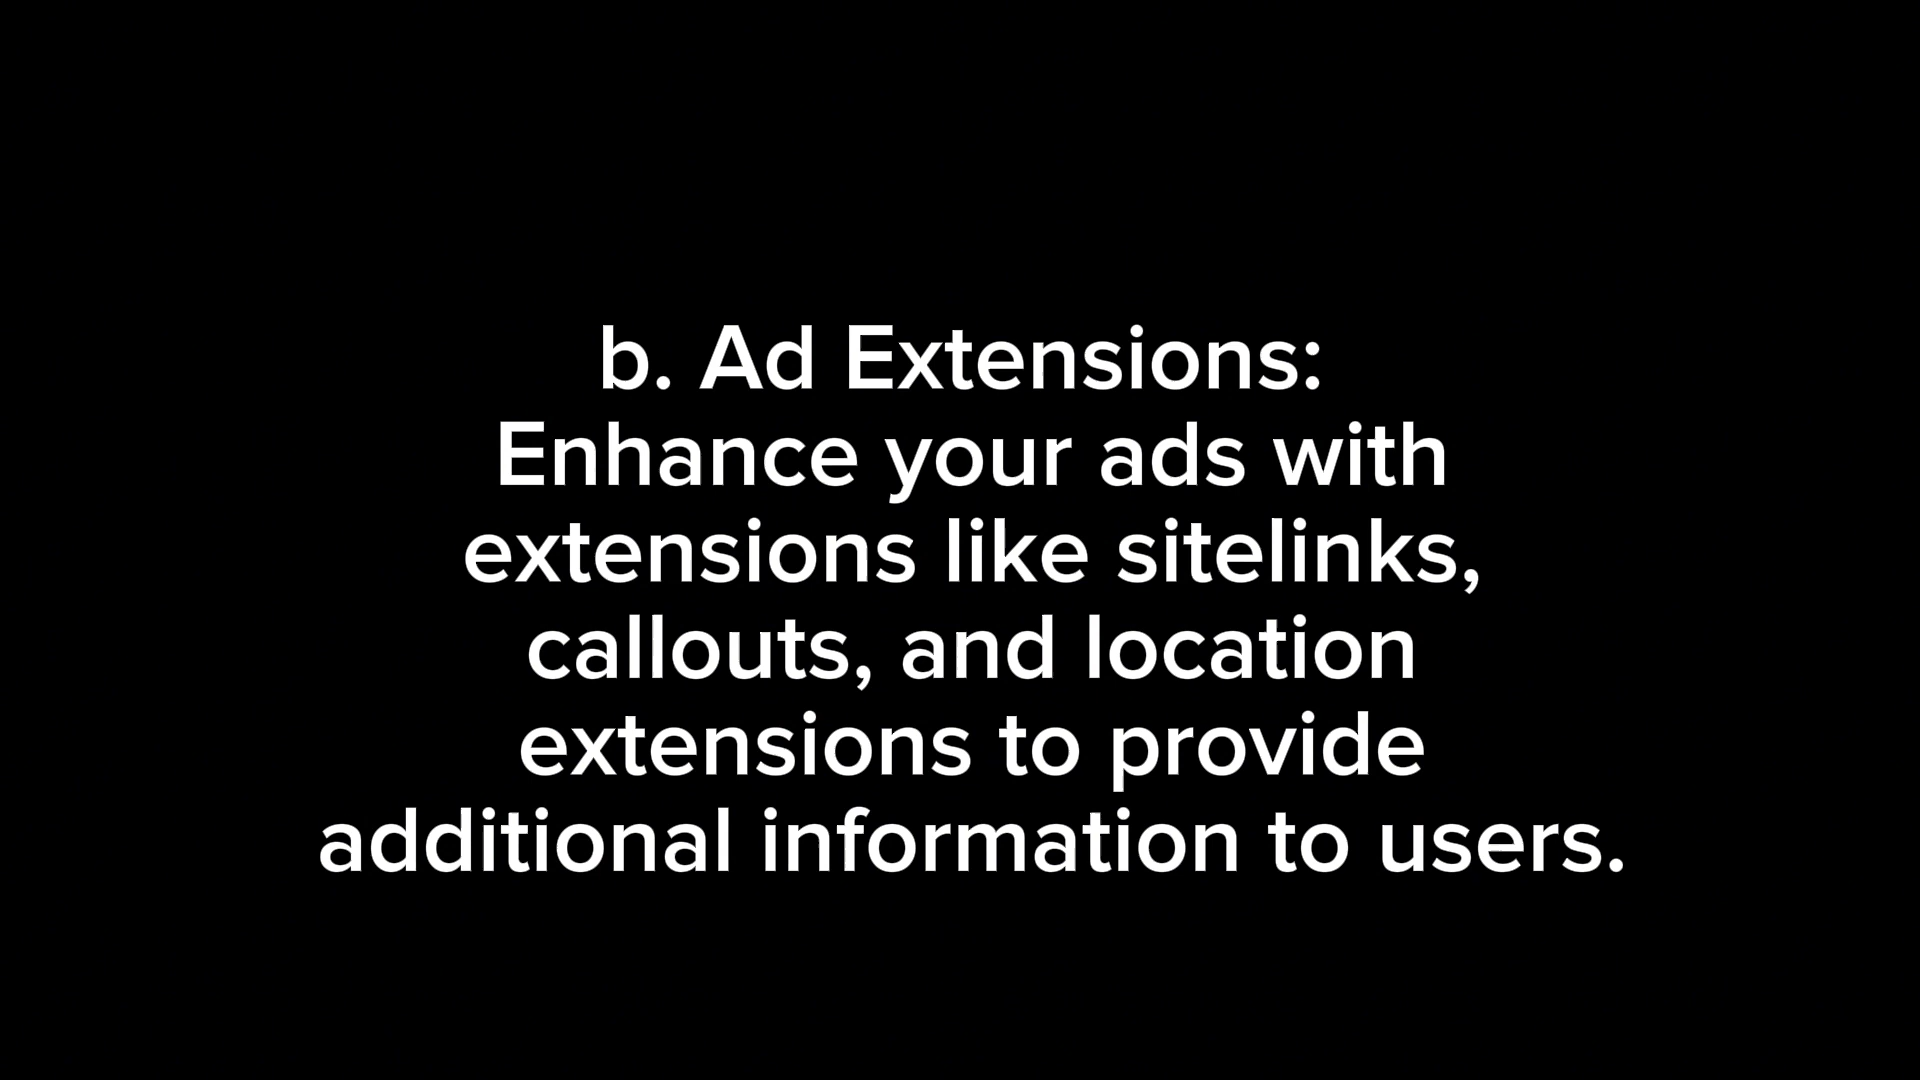 b. Ad Extensions:
Enhance your ads with
extensions like sitelinks,
callouts, and location
extensions to provide
additional information to users.